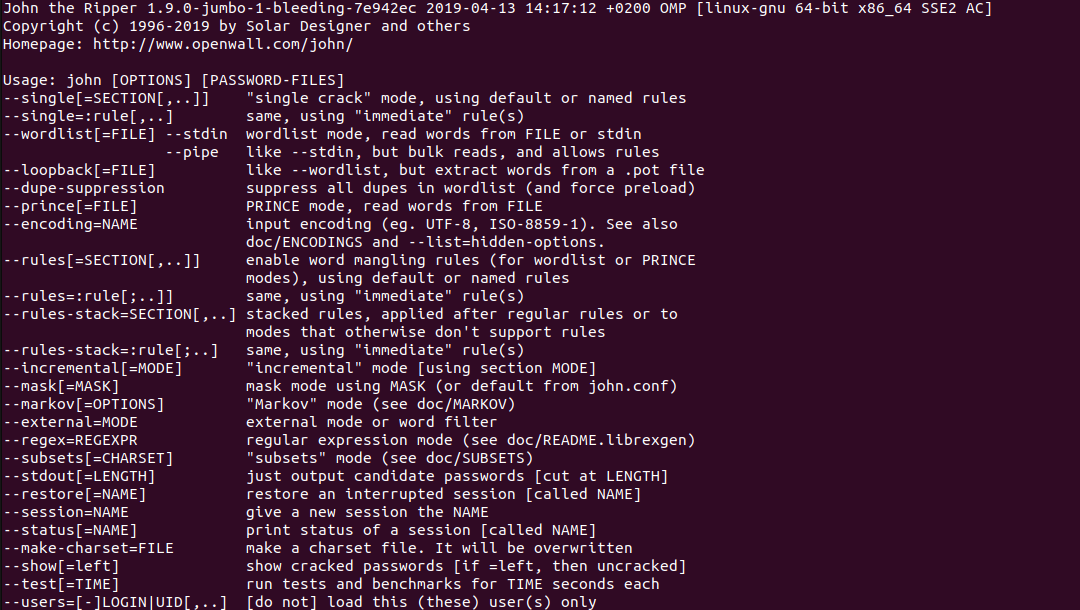 John the Ripper 1.9.0-jumbo-1-bleeding-7e942ec 2019-04-13 14:17:12 +0200 OMP [linux-gnu 64-bit x86_64 SSE2 AC]
Copyright (c) 1996-2019 by Solar Designer and others
Homepage: http://www.openwall.com/john/

Usage: john [OPTIONS] [PASSWORD-FILES]
--single[=SECTION[,..]]    "single crack" mode, using default or named rules
--single=:rule[,..]        same, using "immediate" rule(s)
--wordlist[=FILE] --stdin  wordlist mode, read words from FILE or stdin
                  --pipe   like --stdin, but bulk reads, and allows rules
--loopback[=FILE]          like --wordlist, but extract words from a .pot file
--dupe-suppression         suppress all dupes in wordlist (and force preload)
--prince[=FILE]            PRINCE mode, read words from FILE
--encoding=NAME            input encoding (eg. UTF-8, ISO-8859-1). See also
                           doc/ENCODINGS and --list=hidden-options.
--rules[=SECTION[,..]]     enable word mangling rules (for wordlist or PRINCE
                           modes), using default or named rules
--rules=:rule[;..]]        same, using "immediate" rule(s)
--rules-stack=SECTION[,..] stacked rules, applied after regular rules or to
                           modes that otherwise don't support rules
--rules-stack=:rule[;..]   same, using "immediate" rule(s)
--incremental[=MODE]       "incremental" mode [using section MODE]
--mask[=MASK]              mask mode using MASK (or default from john.conf)
--markov[=OPTIONS]         "Markov" mode (see doc/MARKOV)
--external=MODE            external mode or word filter
--regex=REGEXPR            regular expression mode (see doc/README.librexgen)
--subsets[=CHARSET]        "subsets" mode (see doc/SUBSETS)
--stdout[=LENGTH]          just output candidate passwords [cut at LENGTH]
--restore[=NAME]           restore an interrupted session [called NAME]
--session=NAME             give a new session the NAME
--status[=NAME]            print status of a session [called NAME]
--make-charset=FILE        make a charset file. It will be overwritten
--show[=left]              show cracked passwords [if =left, then uncracked]
--test[=TIME]              run tests and benchmarks for TIME seconds each
--users=[-]LOGIN|UID[,..]  [do not] load this (these) user(s) only